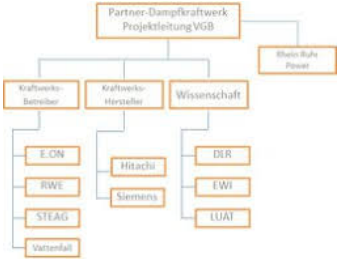 Partner-Dampfkraftwerk
Projektleitung VGB
Rhein Ruhr
Power
Kraftwerks-
Betreiber
Kraftwerks-
Hersteller
Wissenschaft
E.ON
RWE
STEAG
Vattenfall
Hitachi
Siemens
DLR
EWI
LUAT